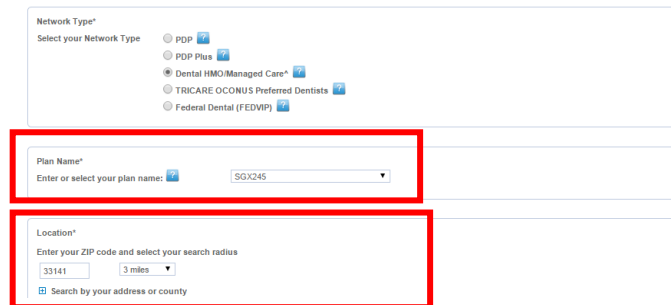 Network Type*
Select your Network Type PDP ?
PDP Plus ?
Dental HMO/Managed Care^ ?
TRICARE OCONUS Preferred Dentists ?
Federal Dental (FEDVIP) ?
Plan Name*
Enter or select your plan name: ? SGX245
Location*
Enter your ZIP code and select your search radius
33141 3 miles
Search by your address or county